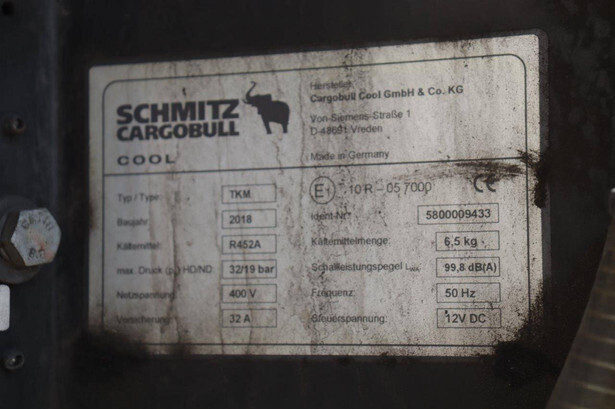 SCHMITZ
CARGOBULL
COOL
Hersteller
Cargobull Cool GmbH & Co. KG
Von-Siemens-Straße 1
D-48691 Vreden
Made in Germany
Typ / Type: TKM
E1 10 R - 05 7000 CE
Baujahr: 2018
Ident-Nr.: 5800009433
Kältemittel: R452A
Kältemittelmenge: 6,5 kg
max. Druck HD/ND: 32/19 bar
Schallleistungspegel LWA: 99,8 dB(A)
Netzspannung: 400 V
Frequenz: 50 Hz
Vorsicherung: 32 A
Steuerspannung: 12V DC